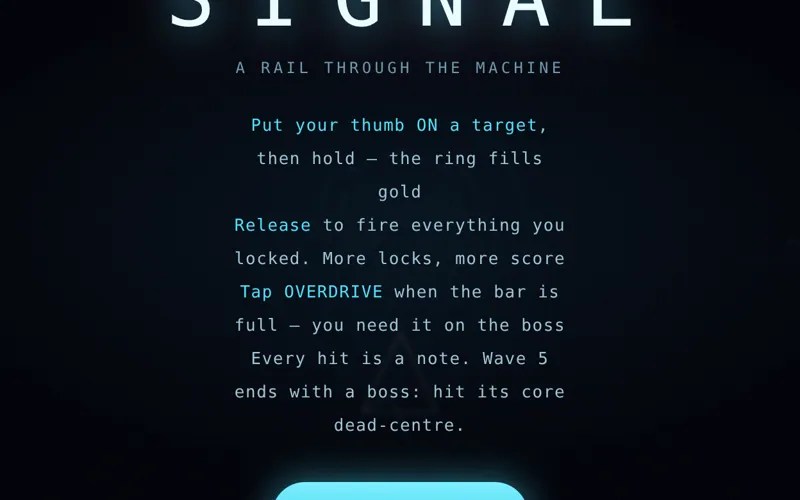 SIGNAL
A RAIL THROUGH THE MACHINE
Put your thumb ON a target,
then hold — the ring fills
gold
Release to fire everything you
locked. More locks, more score
Tap OVERDRIVE when the bar is
full — you need it on the boss
Every hit is a note. Wave 5
ends with a boss: hit its core
dead-centre.